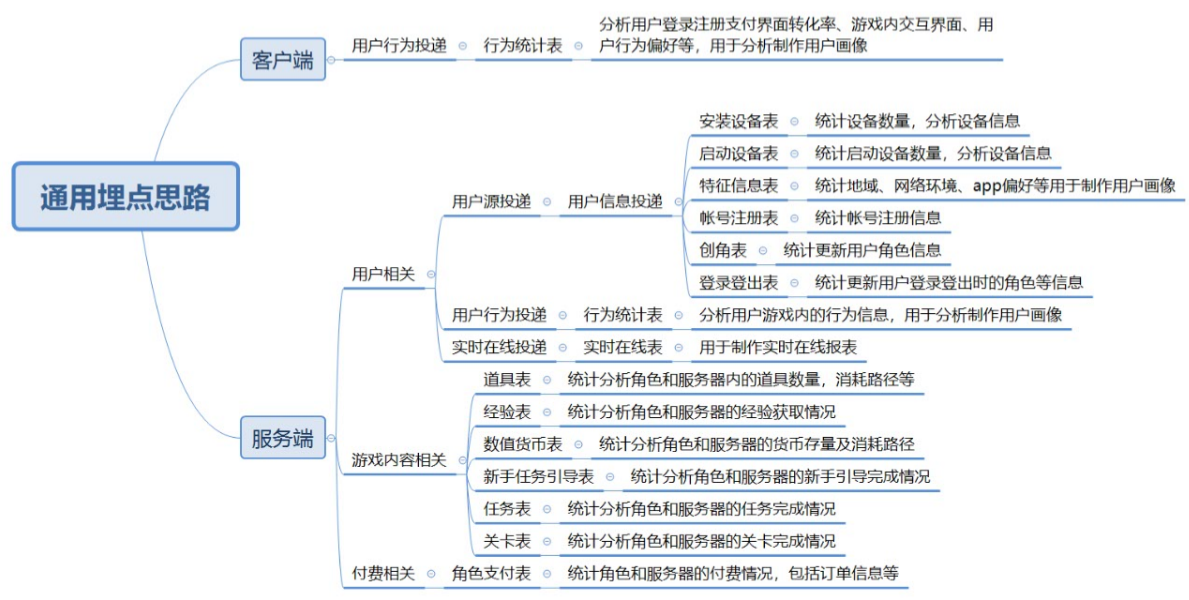 通用埋点思路
客户端
用户行为投递
行为统计表
分析用户登录注册支付界面转化率、游戏内交互界面、用
户行为偏好等，用于分析制作用户画像
服务端
用户相关
用户源投递
用户信息投递
安装设备表
统计设备数量，分析设备信息
启动设备表
统计启动设备数量，分析设备信息
特征信息表
统计地域、网络环境、app偏好等用于制作用户画像
帐号注册表
统计帐号注册信息
创角表
统计更新用户角色信息
登录登出表
统计更新用户登录登出时的角色等信息
用户行为投递
行为统计表
分析用户游戏内的行为信息，用于分析制作用户画像
实时在线投递
实时在线表
用于制作实时在线报表
游戏内容相关
道具表
统计分析角色和服务器内的道具数量，消耗路径等
经验表
统计分析角色和服务器的经验获取情况
数值货币表
统计分析角色和服务器的货币存量及消耗路径
新手任务引导表
统计分析角色和服务器的新手引导完成情况
任务表
统计分析角色和服务器的任务完成情况
关卡表
统计分析角色和服务器的关卡完成情况
付费相关
角色支付表
统计角色和服务器的付费情况，包括订单信息等